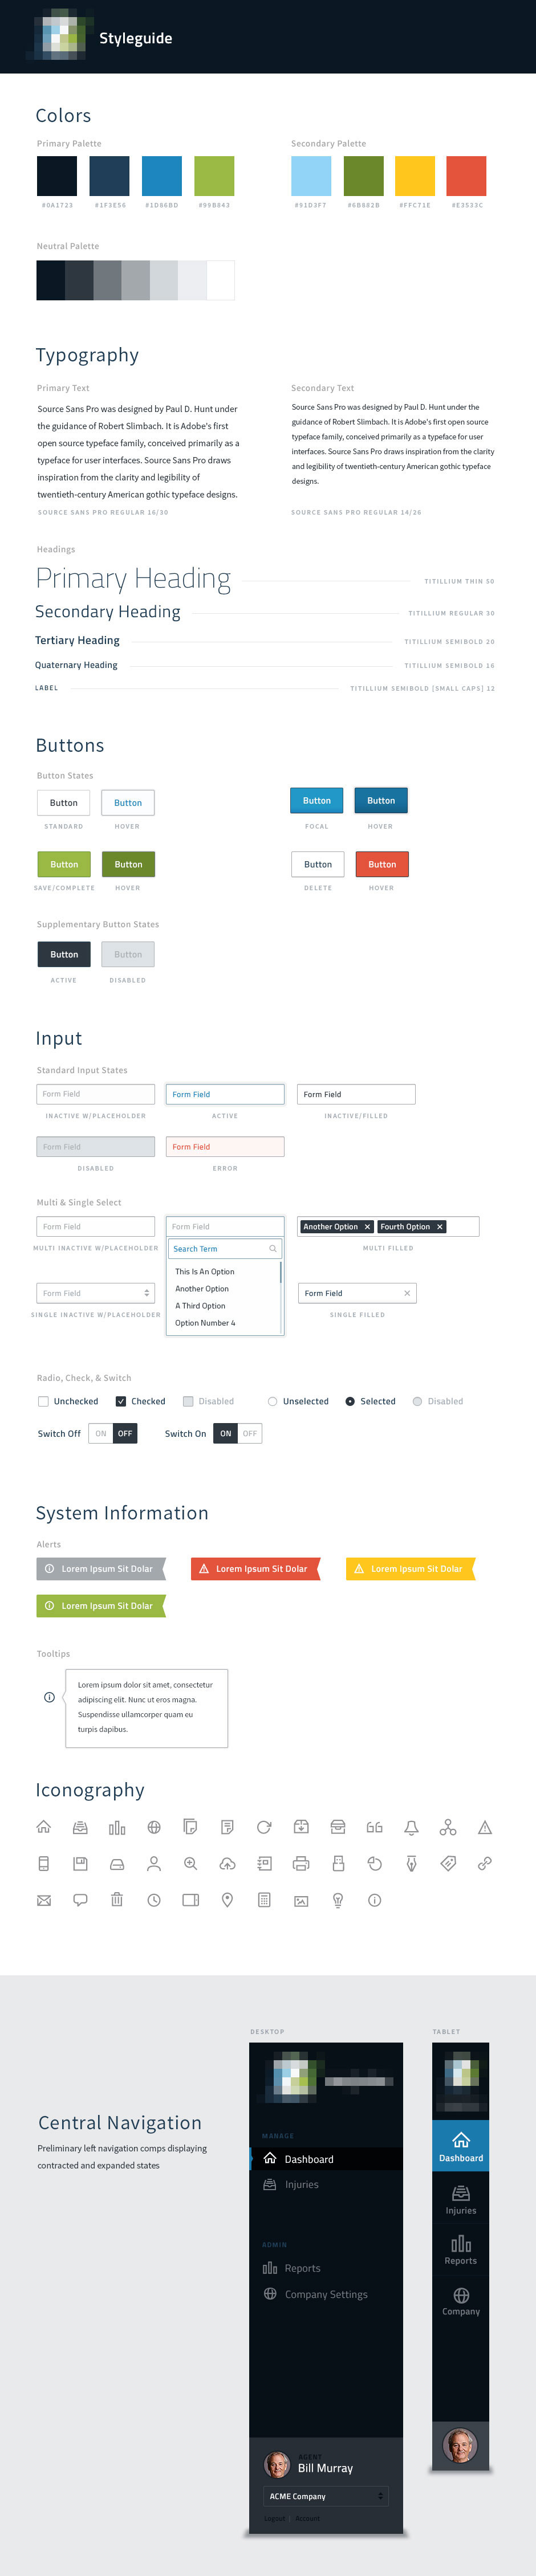 Styleguide
Colors
Primary Palette
Secondary Palette
#0A1723 #1F3E56 #1D86BD #99B843
#91D3F7 #6B882B #FFC71E #E3533C
Neutral Palette
Typography
Primary Text
Source Sans Pro was designed by Paul D. Hunt under
the guidance of Robert Slimbach. It is Adobe's first
open source typeface family, conceived primarily as a
typeface for user interfaces. Source Sans Pro draws
inspiration from the clarity and legibility of
twentieth-century American gothic typeface designs.
SOURCE SANS PRO REGULAR 16/30
Secondary Text
Source Sans Pro was designed by Paul D. Hunt under the
guidance of Robert Slimbach. It is Adobe's first open source
typeface family, conceived primarily as a typeface for user
interfaces. Source Sans Pro draws inspiration from the clarity
and legibility of twentieth-century American gothic typeface
designs.
SOURCE SANS PRO REGULAR 14/26
Headings
Primary Heading TITILLIUM THIN 50
Secondary Heading TITILLIUM REGULAR 30
Tertiary Heading TITILLIUM SEMIBOLD 20
Quaternary Heading TITILLIUM SEMIBOLD 16
LABEL TITILLIUM SEMIBOLD [SMALL CAPS] 12
Buttons
Button States
Button Button Button Button
STANDARD HOVER FOCAL HOVER
Button Button Button Button
SAVE/COMPLETE HOVER DELETE HOVER
Supplementary Button States
Button Button
ACTIVE DISABLED
Input
Standard Input States
Form Field Form Field Form Field
INACTIVE W/PLACEHOLDER ACTIVE INACTIVE/FILLED
Form Field Form Field
DISABLED ERROR
Multi & Single Select
Form Field Form Field Another Option Fourth Option
MULTI INACTIVE W/PLACEHOLDER MULTI FILLED
Search Term
This Is An Option
Another Option
A Third Option
Option Number 4
Form Field Form Field
SINGLE INACTIVE W/PLACEHOLDER SINGLE FILLED
Radio, Check, & Switch
Unchecked Checked Disabled Unselected Selected Disabled
Switch Off ON OFF Switch On ON OFF
System Information
Alerts
Lorem Ipsum Sit Dolar Lorem Ipsum Sit Dolar Lorem Ipsum Sit Dolar
Lorem Ipsum Sit Dolar
Tooltips
Lorem ipsum dolor sit amet, consectetur
adipiscing elit. Nunc ut eros magna.
Suspendisse ullamcorper quam eu
turpis dapibus.
Iconography
Central Navigation
Preliminary left navigation comps displaying
contracted and expanded states
DESKTOP
MANAGE
Dashboard
Injuries
ADMIN
Reports
Company Settings
AGENT
Bill Murray
ACME Company
Logout Account
TABLET
Dashboard
Injuries
Reports
Company